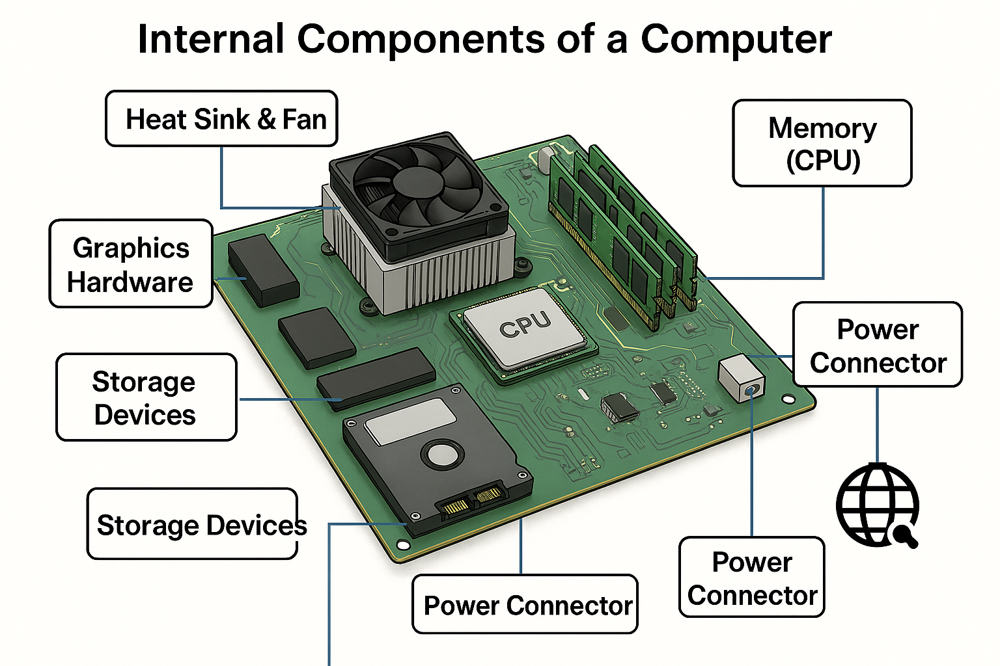 Internal Components of a Computer
Heat Sink & Fan
Memory
(CPU)
Graphics
Hardware
CPU
Power
Connector
Storage
Devices
Storage Devices
Power
Connector
Power Connector